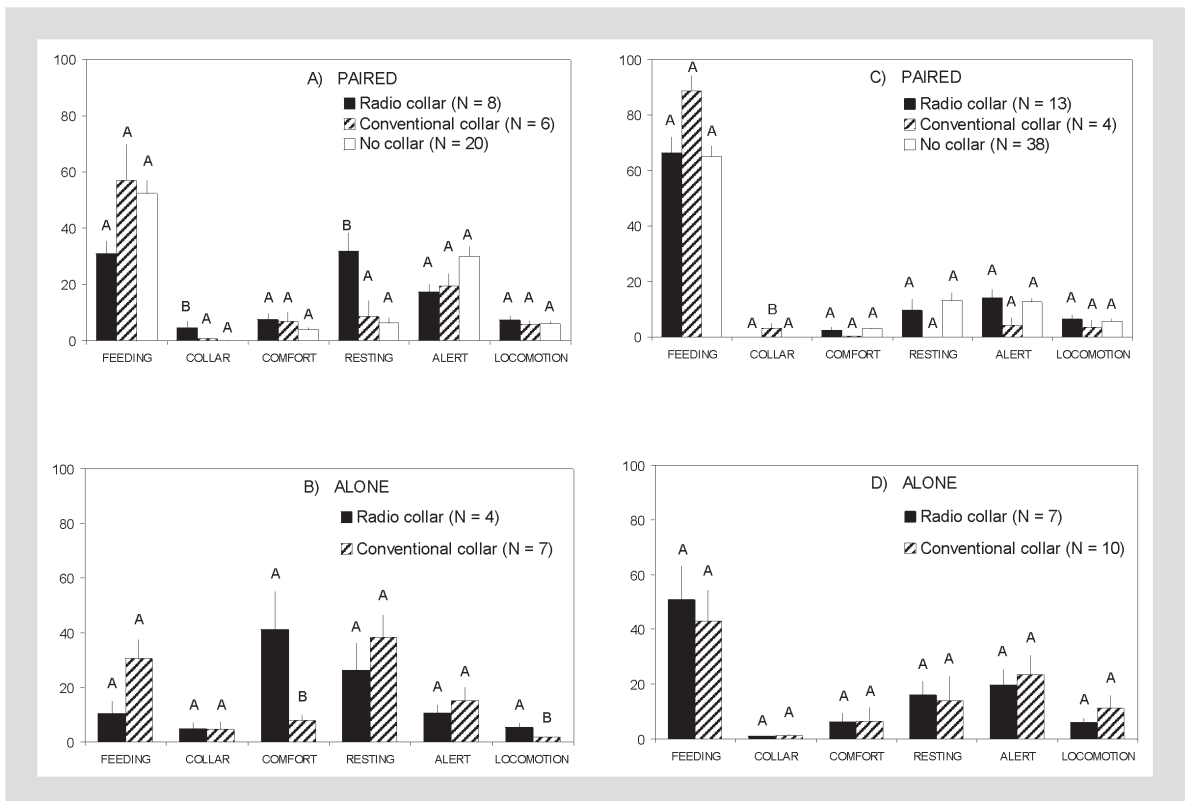 A) PAIRED
Radio collar (N = 8)
Conventional collar (N = 6)
No collar (N = 20)
100
80
60
40
20
0
A A A
B A A
A A A
B A A
A A A
A A A
FEEDING COLLAR COMFORT RESTING ALERT LOCOMOTION
C) PAIRED
Radio collar (N = 13)
Conventional collar (N = 4)
No collar (N = 38)
100
80
60
40
20
0
A A A
A B A
A A A
A A A
A A A
A A A
FEEDING COLLAR COMFORT RESTING ALERT LOCOMOTION
B) ALONE
Radio collar (N = 4)
Conventional collar (N = 7)
100
80
60
40
20
0
A A
A A
A B
A A
A A
A B
FEEDING COLLAR COMFORT RESTING ALERT LOCOMOTION
D) ALONE
Radio collar (N = 7)
Conventional collar (N = 10)
100
80
60
40
20
0
A A
A A
A A
A A
A A
A A
FEEDING COLLAR COMFORT RESTING ALERT LOCOMOTION